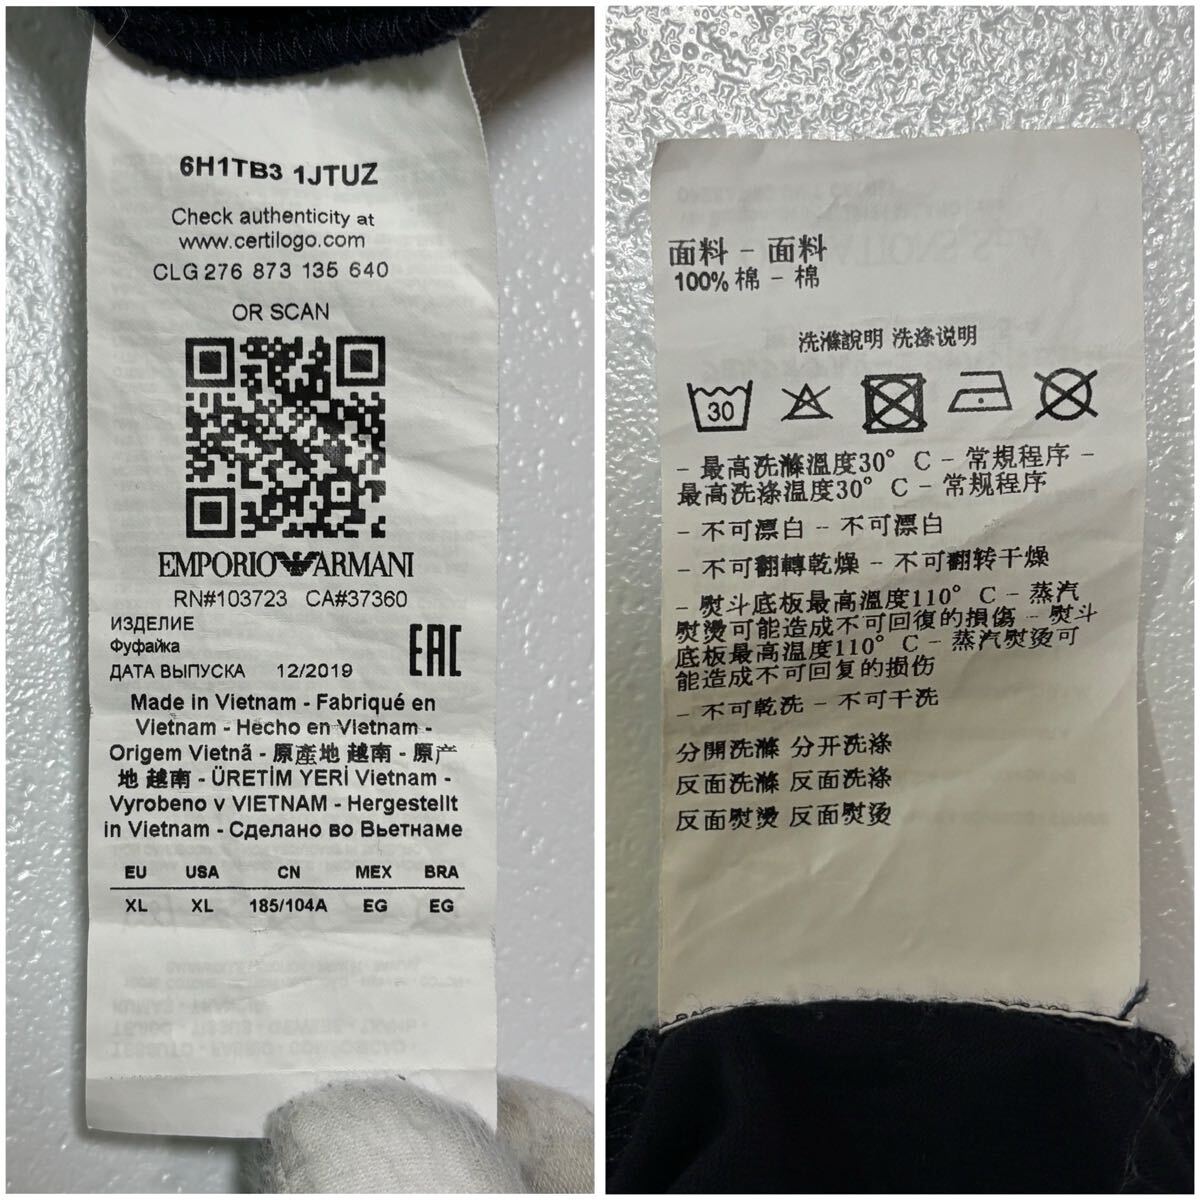 6H1TB3 1JTUZ
Check authenticity at
www.certilogo.com
CLG 276 873 135 640
OR SCAN
EMPORIO ARMANI
RN#103723 CA#37360
ИЗДЕЛИЕ
Фуфайка
ДАТА ВЫПУСКА 12/2019
EAC
Made in Vietnam - Fabriqué en
Vietnam - Hecho en Vietnam -
Origem Vietnã - 原產地 越南 - 原产
地 越南 - ÜRETİM YERİ Vietnam -
Vyrobeno v VIETNAM - Hergestellt
in Vietnam - Сделано во Вьетнаме
EU USA CN MEX BRA
XL XL 185/104A EG EG
面料 - 面料
100% 棉 - 棉
洗滌說明 洗涤说明
30
- 最高洗滌溫度30° C - 常規程序 -
最高洗涤温度30° C - 常规程序
- 不可漂白 - 不可漂白
- 不可翻轉乾燥 - 不可翻转干燥
- 熨斗底板最高溫度110° C - 蒸汽
熨燙可能造成不可回復的損傷 - 熨斗
底板最高温度110° C - 蒸汽熨烫可
能造成不可回复的损伤
- 不可乾洗 - 不可干洗
分開洗滌 分开洗涤
反面洗滌 反面洗涤
反面熨燙 反面熨烫